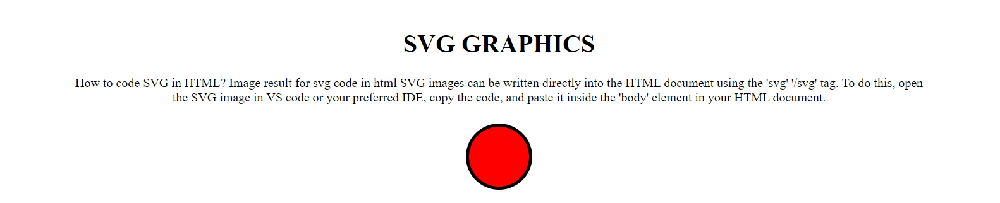 SVG GRAPHICS
How to code SVG in HTML? Image result for svg code in html SVG images can be written directly into the HTML document using the 'svg' '/svg' tag. To do this, open
the SVG image in VS code or your preferred IDE, copy the code, and paste it inside the 'body' element in your HTML document.